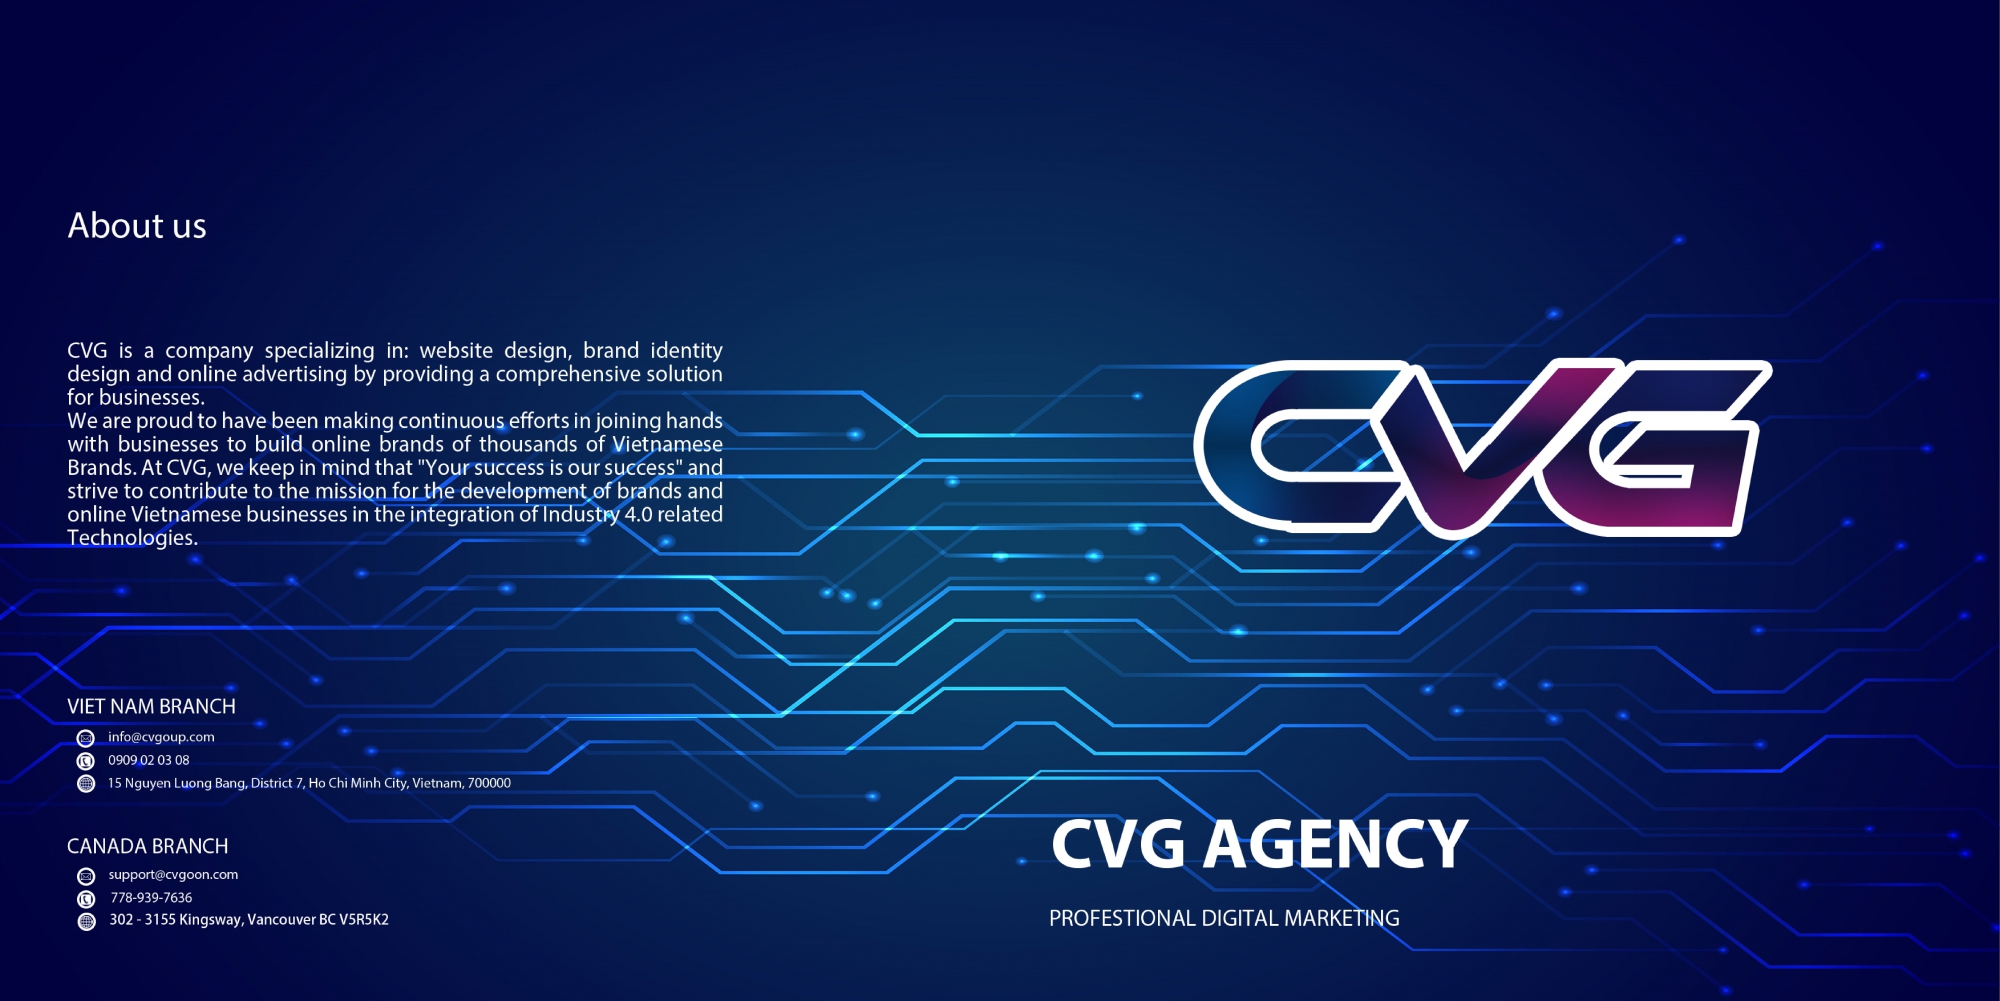 About us
CVG is a company specializing in: website design, brand identity
design and online advertising by providing a comprehensive solution
for businesses.
We are proud to have been making continuous efforts in joining hands
with businesses to build online brands of thousands of Vietnamese
Brands. At CVG, we keep in mind that "Your success is our success" and
strive to contribute to the mission for the development of brands and
online Vietnamese businesses in the integration of Industry 4.0 related
Technologies.
VIET NAM BRANCH
info@cvgoup.com
0909 02 03 08
15 Nguyen Luong Bang, District 7, Ho Chi Minh City, Vietnam, 700000
CANADA BRANCH
support@cvgoon.com
778-939-7636
302 - 3155 Kingsway, Vancouver BC V5R5K2
CVG
CVG AGENCY
PROFESTIONAL DIGITAL MARKETING